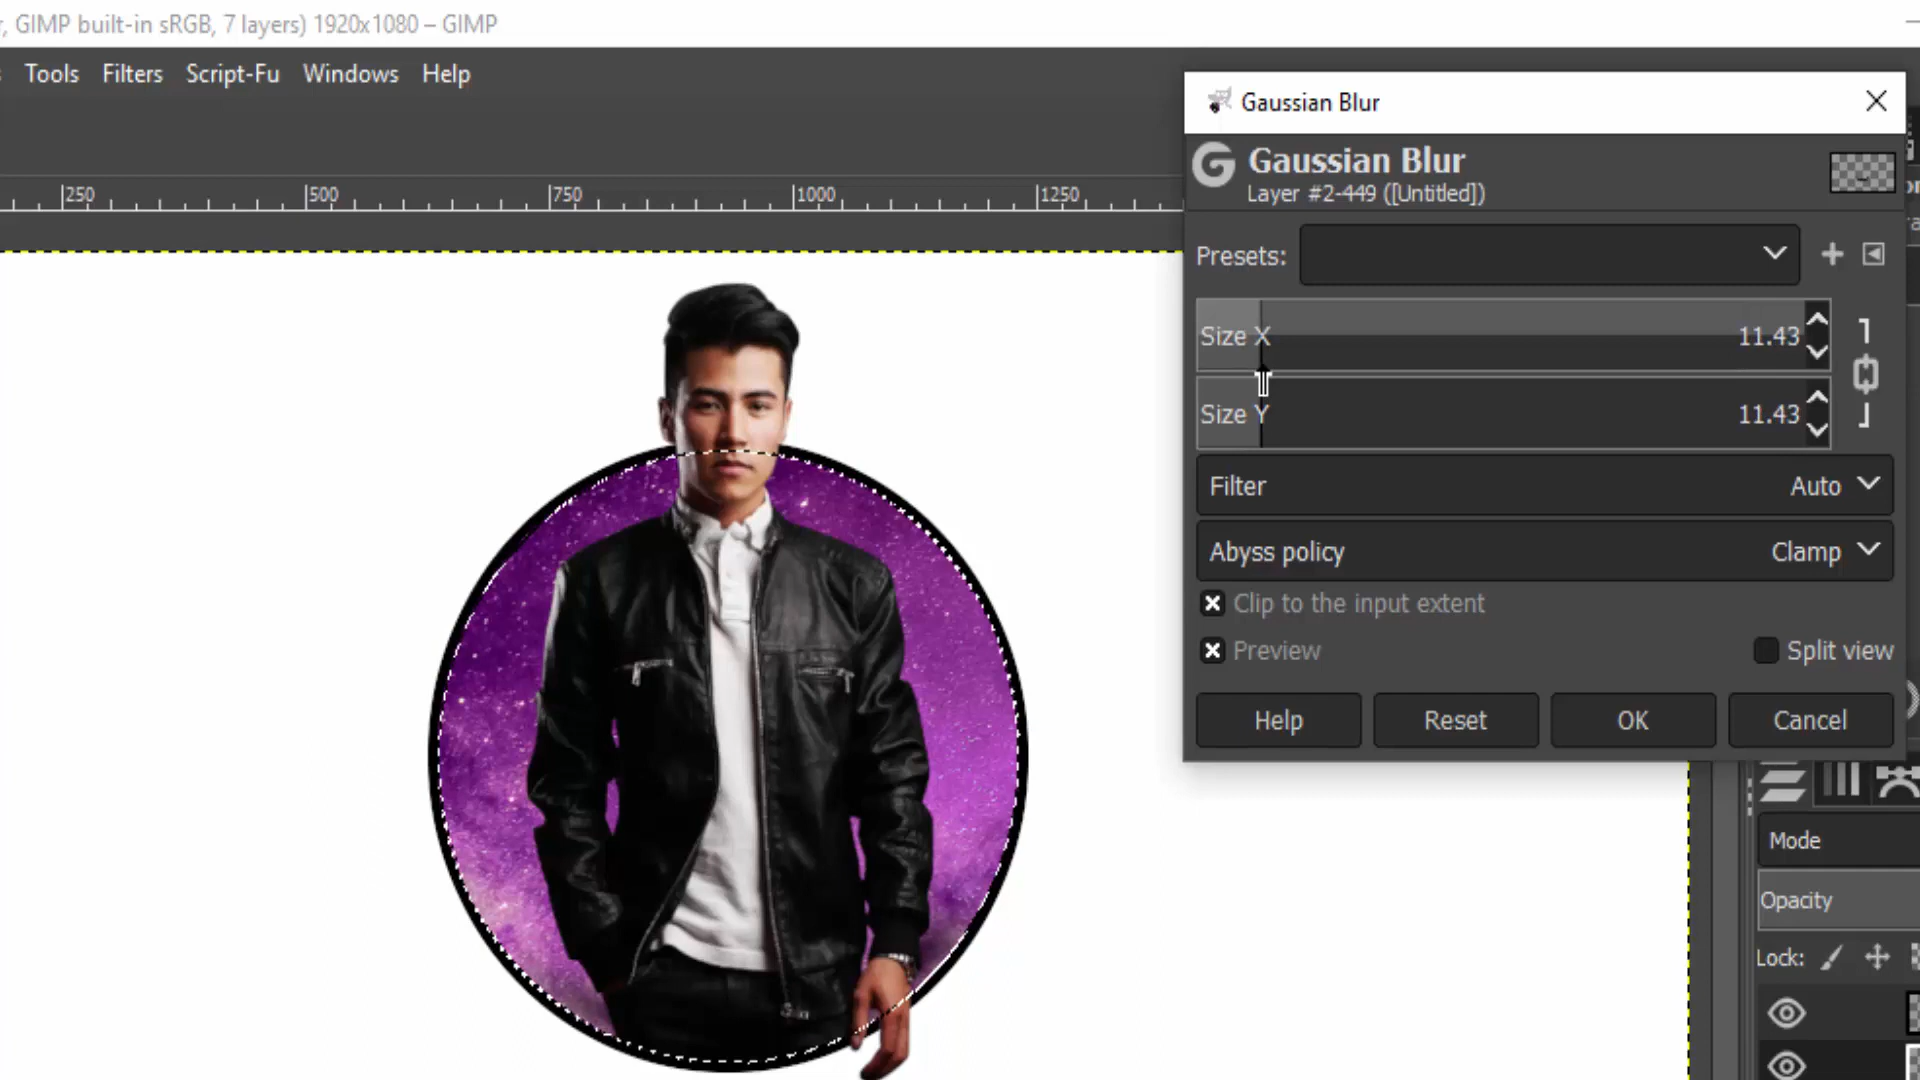 , GIMP built-in sRGB, 7 layers) 1920x1080 – GIMP
Tools Filters Script-Fu Windows Help
Gaussian Blur
Gaussian Blur
Layer #2-449 ([Untitled])
250 500 750 1000 1250
Presets:
Size X 11.43
Size Y 11.43
Filter Auto
Abyss policy Clamp
Clip to the input extent
Preview Split view
Help Reset OK Cancel
Mode
Opacity
Lock: